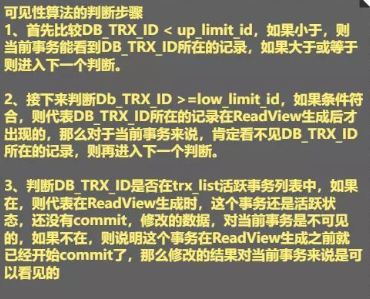 可见性算法的判断步骤
1、首先比较DB_TRX_ID < up_limit_id，如果小于，则
当前事务能看到DB_TRX_ID所在的记录，如果大于或等于
则进入下一个判断。
2、接下来判断Db_TRX_ID >=low_limit_id，如果条件符
合，则代表DB_TRX_ID所在的记录在ReadView生成后才
出现的，那么对于当前事务来说，肯定看不见DB_TRX_ID
所在的记录，则再进入下一个判断。
3、判断DB_TRX_ID是否在trx_list活跃事务列表中，如果
在，则代表在ReadView生成时，这个事务还是活跃状
态，还没有commit，修改的数据，对当前事务是不可见
的，如果不在，则说明这个事务在ReadView生成之前就
已经开始commit了，那么修改的结果对当前事务来说是可
以看见的